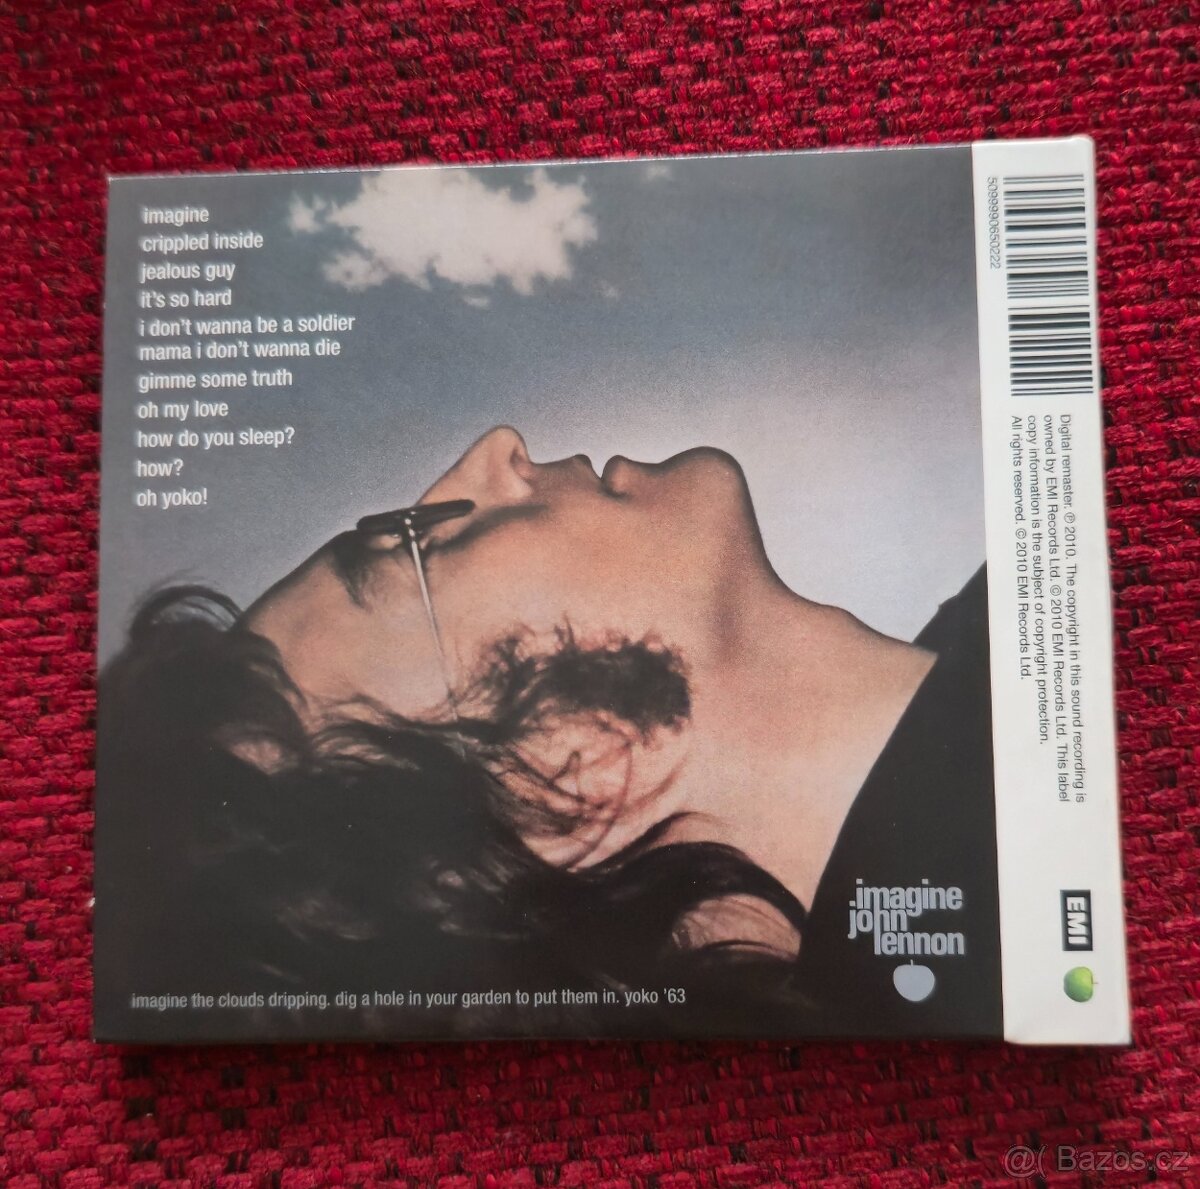 imagine
crippled inside
jealous guy
it's so hard
i don't wanna be a soldier
mama i don't wanna die
gimme some truth
oh my love
how do you sleep?
how?
oh yoko!
imagine
john
lennon
imagine the clouds dripping. dig a hole in your garden to put them in. yoko '63
5099990650222
Digital remaster. ℗ 2010. The copyright in this sound recording is
owned by EMI Records Ltd. © 2010 EMI Records Ltd. This label
copy information is the subject of copyright protection.
All rights reserved. © 2010 EMI Records Ltd.
EMI
@( Bazos.cz